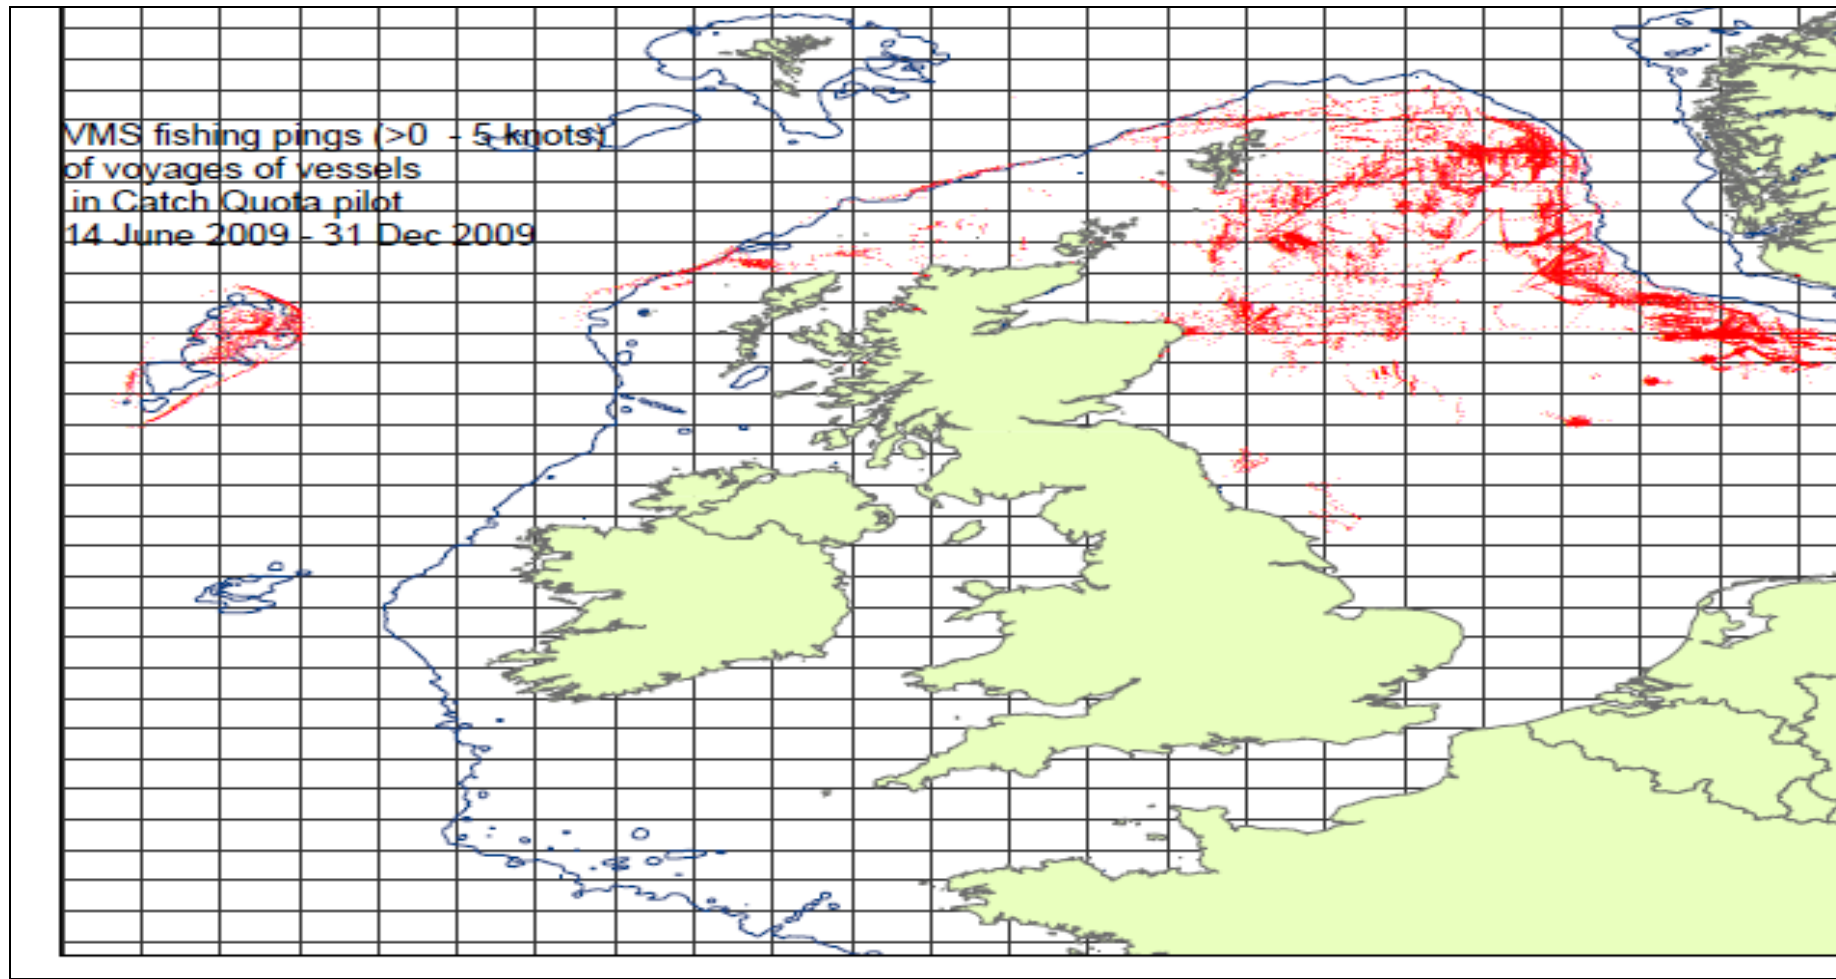 VMS fishing pings (>0 - 5 knots)
of voyages of vessels
in Catch Quota pilot
14 June 2009 - 31 Dec 2009